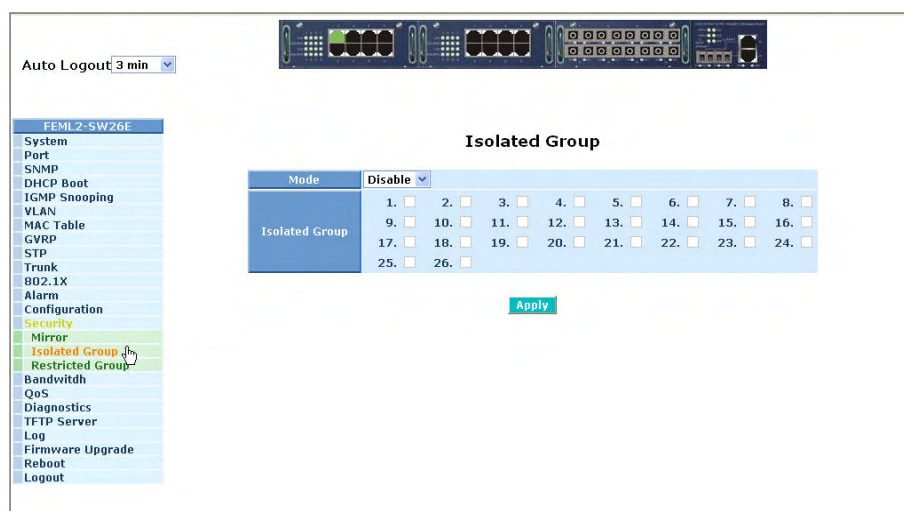 Auto Logout 3 min
FEML2-SW26E
System
Port
SNMP
DHCP Boot
IGMP Snooping
VLAN
MAC Table
GVRP
STP
Trunk
802.1X
Alarm
Configuration
Security
Mirror
Isolated Group
Restricted Group
Bandwitdh
QoS
Diagnostics
TFTP Server
Log
Firmware Upgrade
Reboot
Logout
Isolated Group
Mode Disable
Isolated Group
1. 2. 3. 4. 5. 6. 7. 8.
9. 10. 11. 12. 13. 14. 15. 16.
17. 18. 19. 20. 21. 22. 23. 24.
25. 26.
Apply